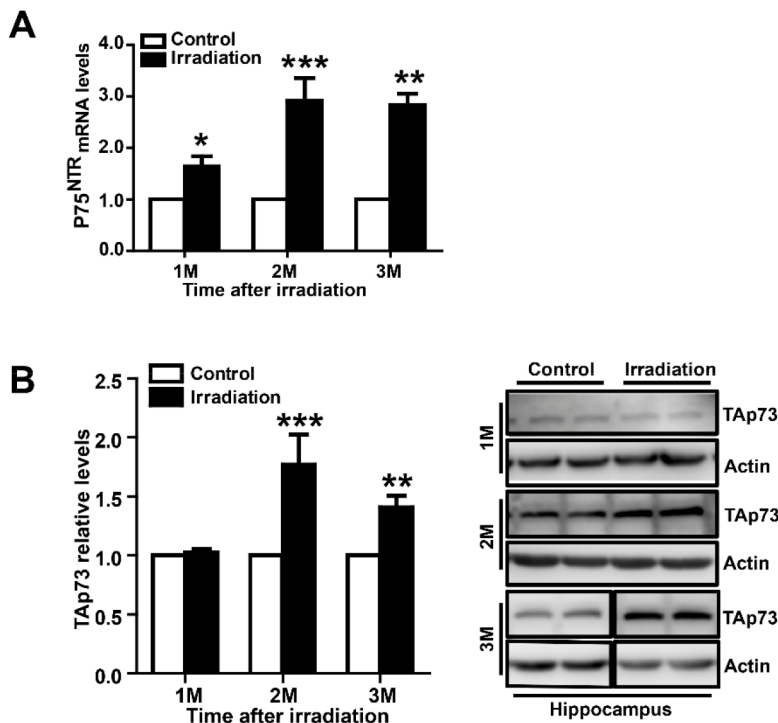 A
Control
Irradiation
P75NTR mRNA levels
4.0
3.0
2.0
1.0
0.0
*
***
**
1M
2M
3M
Time after irradiation
B
Control
Irradiation
TAp73 relative levels
2.5
2.0
1.5
1.0
0.5
0.0
***
**
1M
2M
3M
Time after irradiation
Control Irradiation
1M
TAp73
Actin
2M
TAp73
Actin
3M
TAp73
Actin
Hippocampus